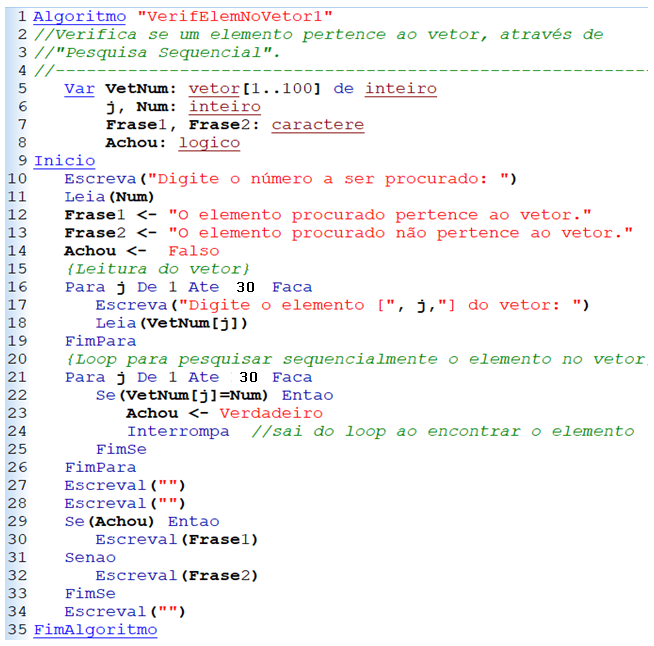 1 Algoritmo "VerifElemNoVetor1"
2 //Verifica se um elemento pertence ao vetor, através de
3 //"Pesquisa Sequencial".
4 //----------------------------------------------------------
5 Var VetNum: vetor[1..100] de inteiro
6 j, Num: inteiro
7 Frase1, Frase2: caractere
8 Achou: logico
9 Inicio
10 Escreva("Digite o número a ser procurado: ")
11 Leia(Num)
12 Frase1 <- "O elemento procurado pertence ao vetor."
13 Frase2 <- "O elemento procurado não pertence ao vetor."
14 Achou <- Falso
15 {Leitura do vetor}
16 Para j De 1 Ate 30 Faca
17 Escreva("Digite o elemento [", j,"] do vetor: ")
18 Leia(VetNum[j])
19 FimPara
20 {Loop para pesquisar sequencialmente o elemento no vetor
21 Para j De 1 Ate 30 Faca
22 Se(VetNum[j]=Num) Entao
23 Achou <- Verdadeiro
24 Interrompa //sai do loop ao encontrar o elemento
25 FimSe
26 FimPara
27 Escreval("")
28 Escreval("")
29 Se(Achou) Entao
30 Escreval(Frase1)
31 Senao
32 Escreval(Frase2)
33 FimSe
34 Escreval("")
35 FimAlgoritmo